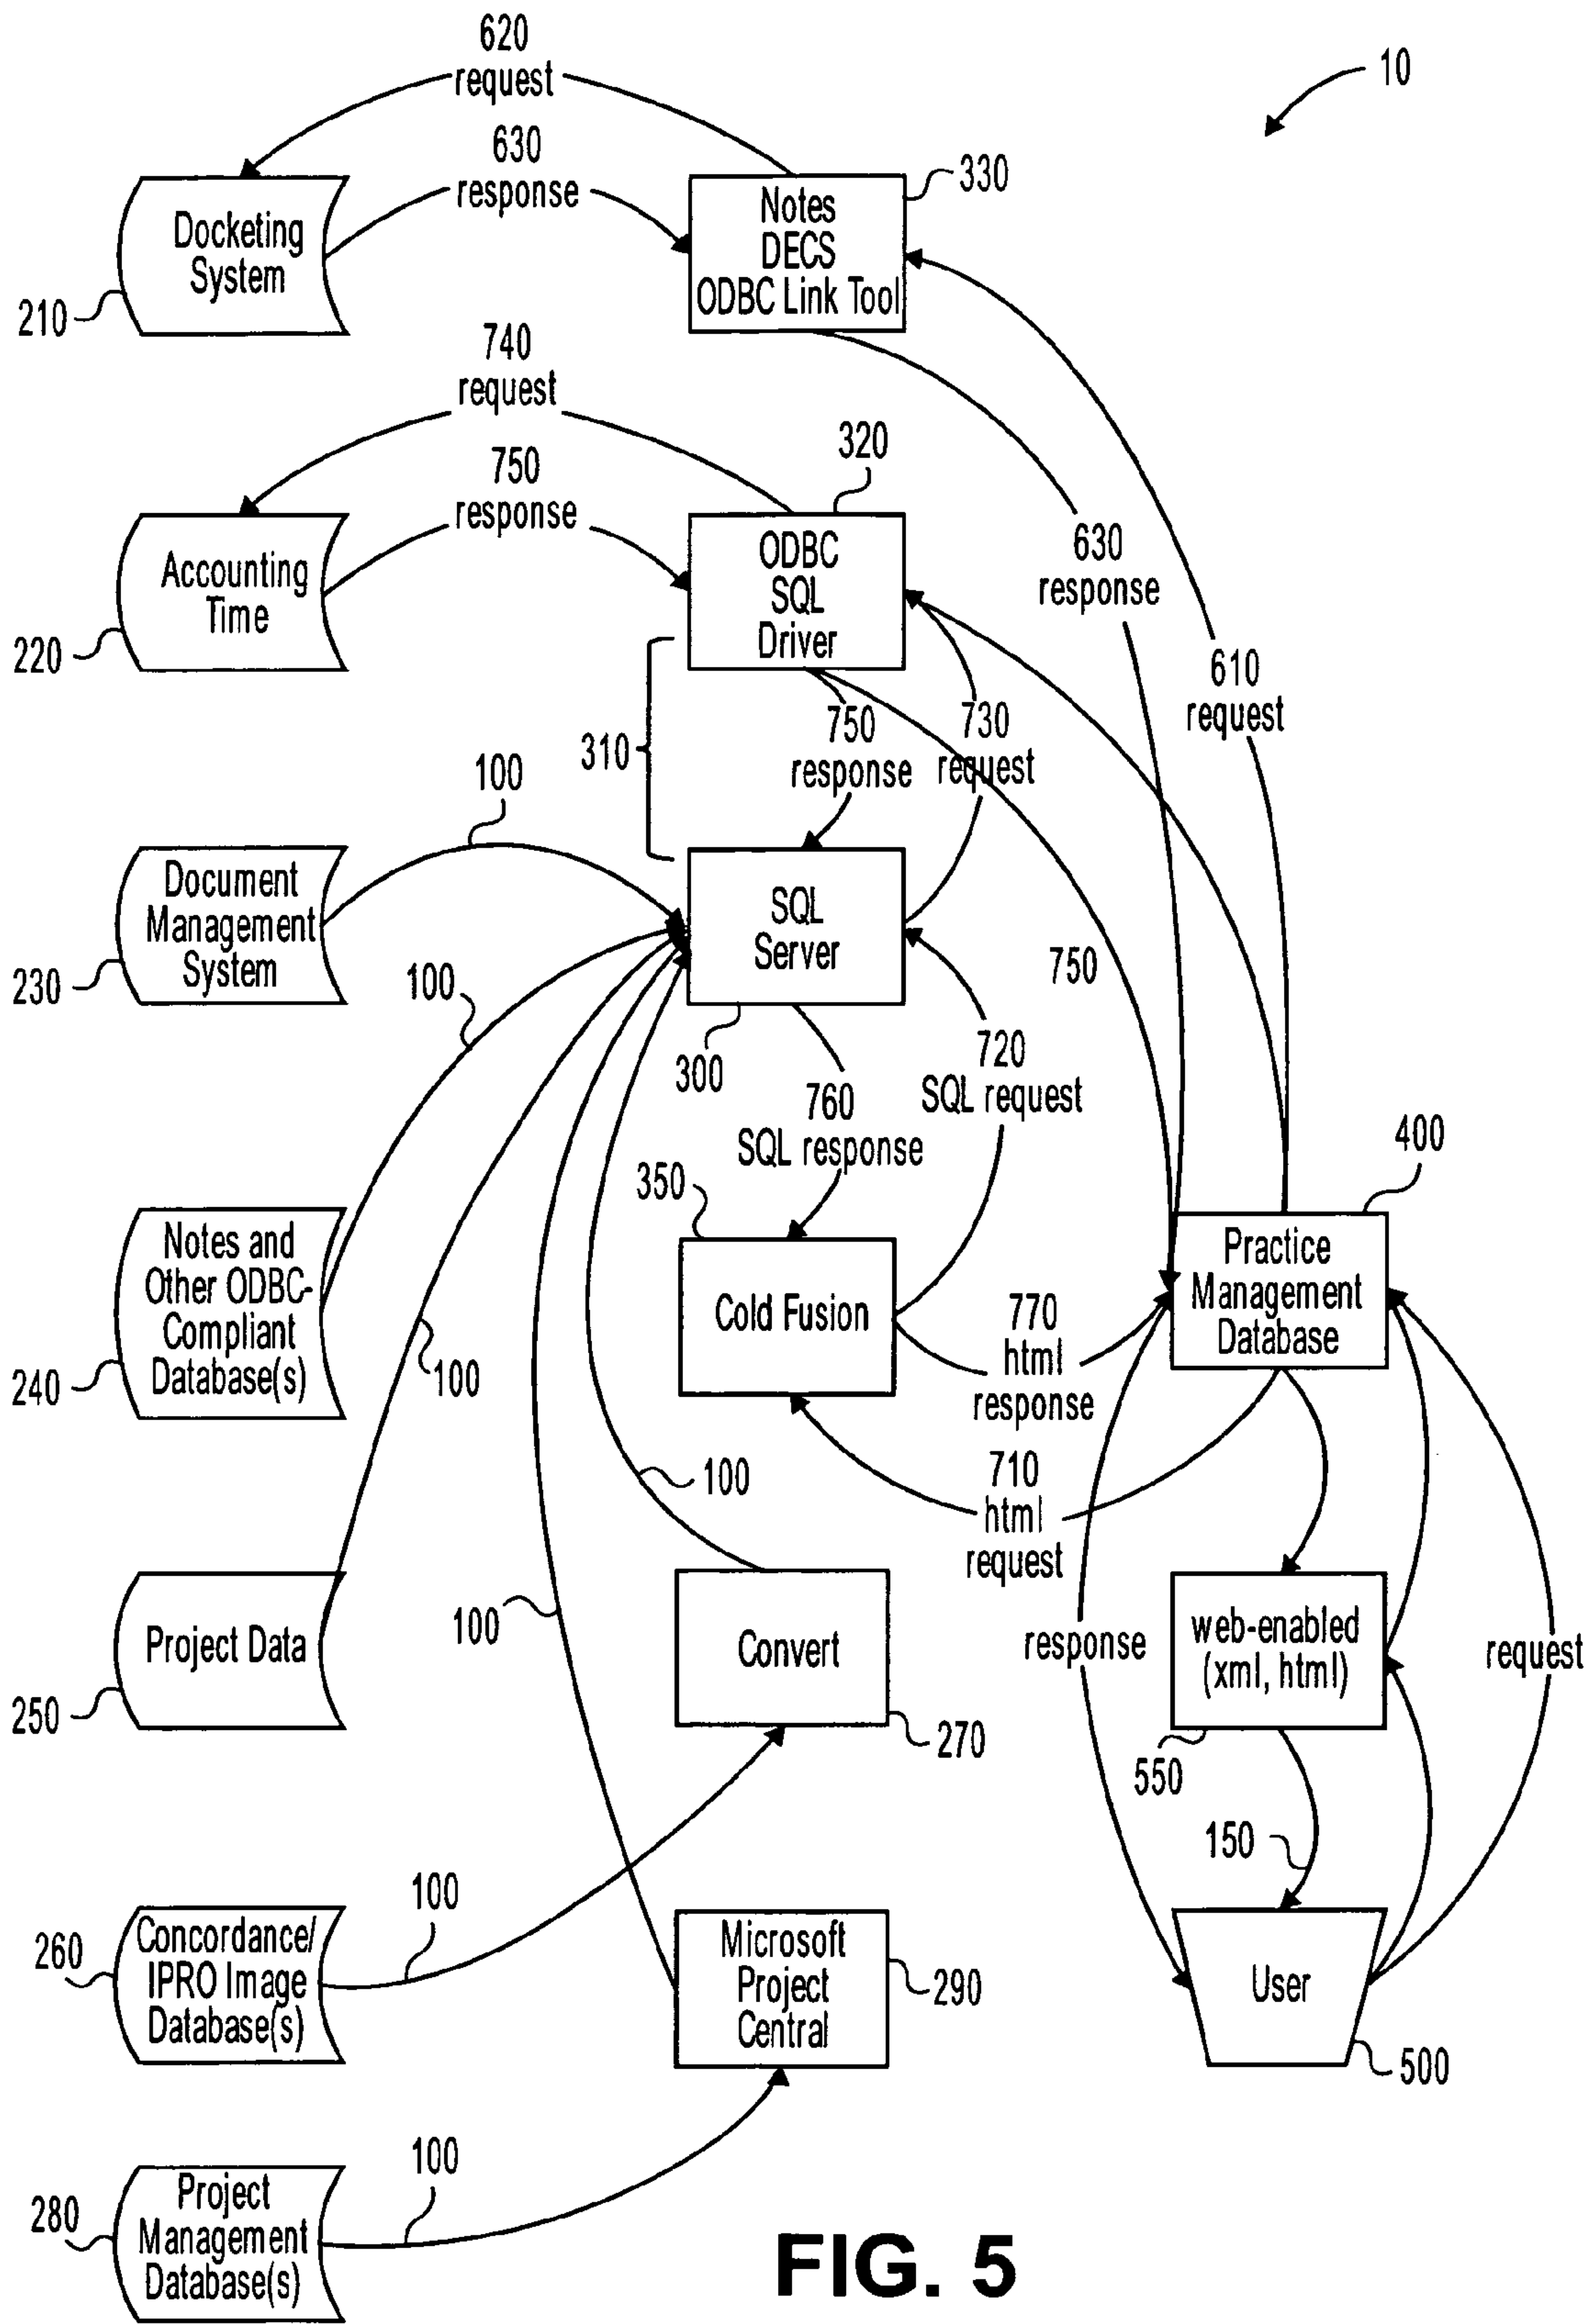 620
request
10
630
response
330
Notes
DECS
ODBC Link Tool
Docketing
System
210
740
request
320
750
response
ODBC
SQL
Driver
630
response
Accounting
Time
220
610
request
310
750
response
730
request
100
Document
Management
System
230
SQL
Server
750
100
300
720
SQL request
760
SQL response
400
350
Notes and
Other ODBC-
Compliant
Database(s)
240
Practice
Management
Database
Cold Fusion
770
html
response
100
710
html
request
100
100
Project Data
250
Convert
270
response
web-enabled
(xml, html)
550
request
150
100
260
Concordance/
IPRO Image
Database(s)
Microsoft
Project
Central
290
User
500
100
280
Project
Management
Database(s)
FIG. 5